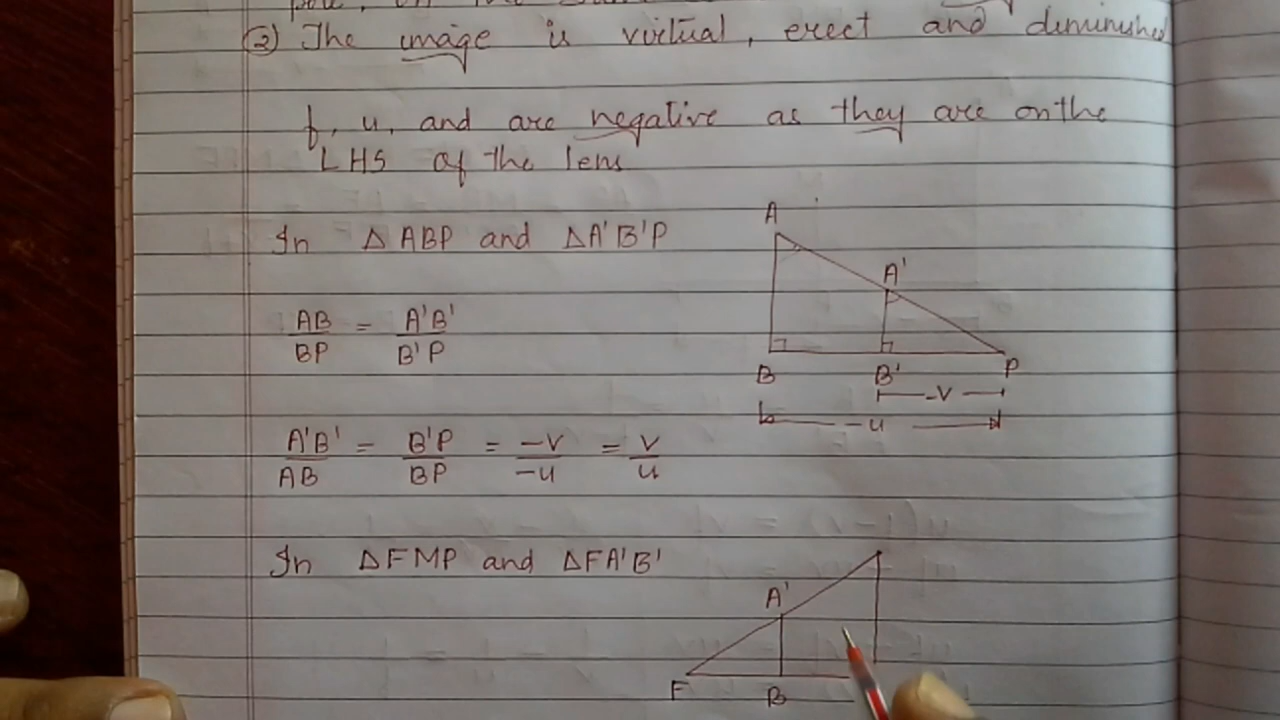 ② The image is virtual, erect and diminished
f, u, and are negative as they are on the
LHS of the lens
In Δ ABP and ΔA'B'P
AB/BP = A'B'/B'P
A'B'/AB = B'P/BP = -v/-u = v/u
A
A'
B
B'
P
-v
-u
In ΔFMP and ΔFA'B'
A'
F
B